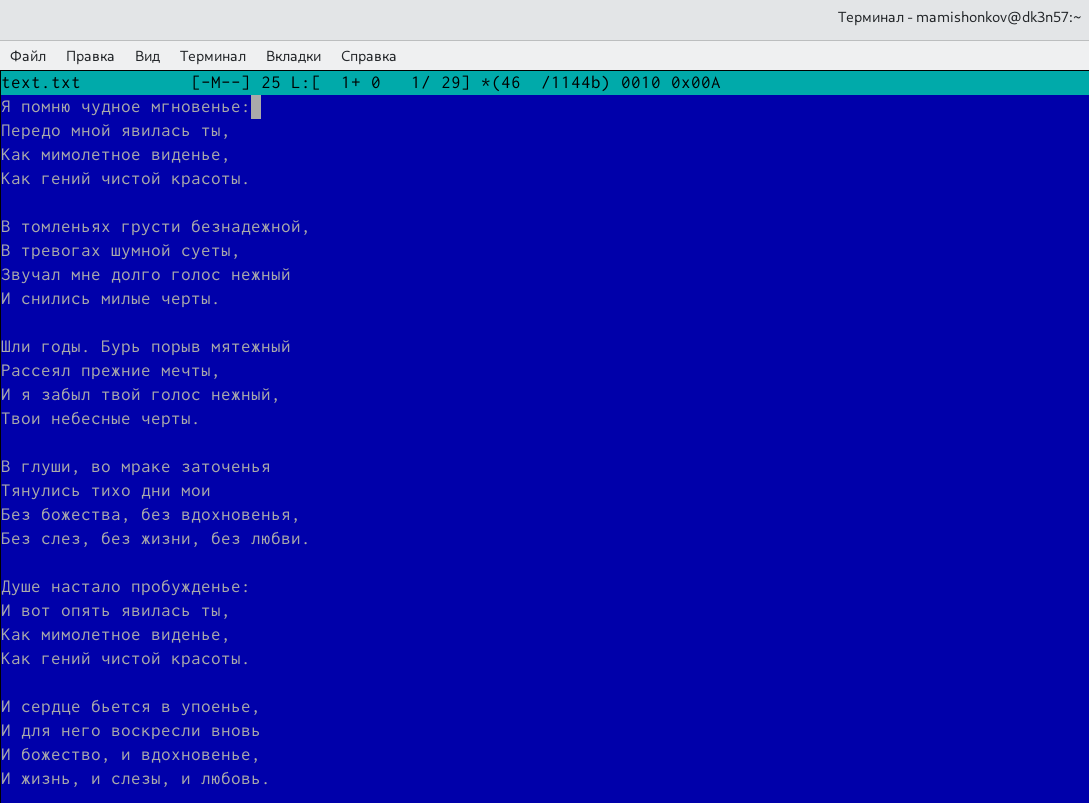 Терминал - mamishonkov@dk3n57:~
Файл Правка Вид Терминал Вкладки Справка
text.txt [-M--] 25 L:[ 1+ 0 1/ 29] *(46 /1144b) 0010 0x00A
Я помню чудное мгновенье:
Передо мной явилась ты,
Как мимолетное виденье,
Как гений чистой красоты.

В томленьях грусти безнадежной,
В тревогах шумной суеты,
Звучал мне долго голос нежный
И снились милые черты.

Шли годы. Бурь порыв мятежный
Рассеял прежние мечты,
И я забыл твой голос нежный,
Твои небесные черты.

В глуши, во мраке заточенья
Тянулись тихо дни мои
Без божества, без вдохновенья,
Без слез, без жизни, без любви.

Душе настало пробужденье:
И вот опять явилась ты,
Как мимолетное виденье,
Как гений чистой красоты.

И сердце бьется в упоенье,
И для него воскресли вновь
И божество, и вдохновенье,
И жизнь, и слезы, и любовь.